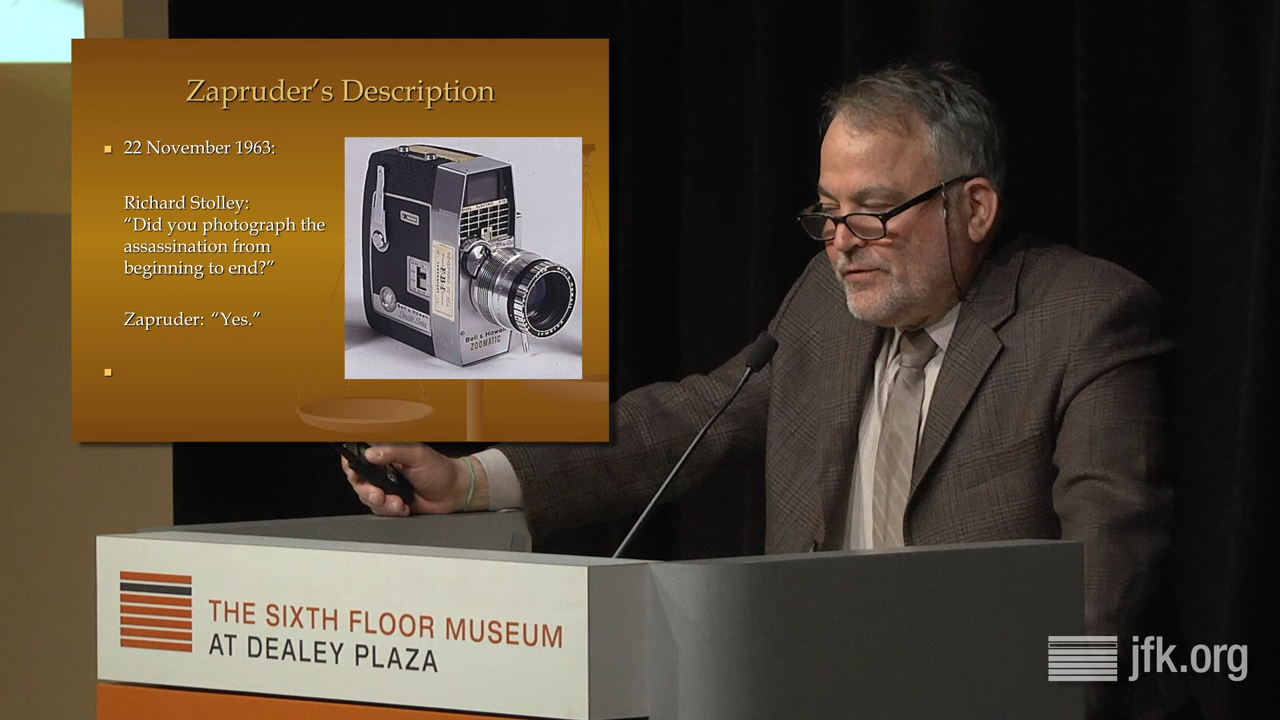 Zapruder's Description
22 November 1963:
Richard Stolley:
“Did you photograph the
assassination from
beginning to end?”
Zapruder: “Yes.”
Bell & Howell
ZOOMATIC
THE SIXTH FLOOR MUSEUM
AT DEALEY PLAZA
jfk.org